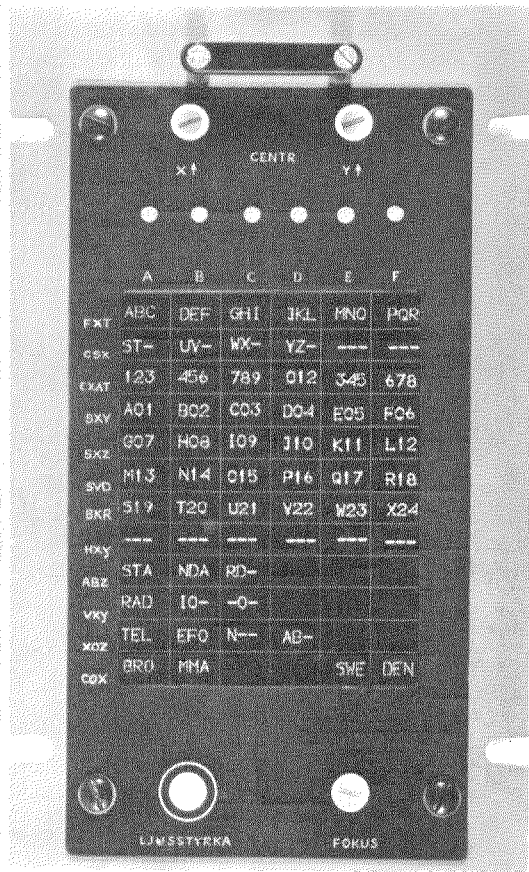 CENTR
X↑ Y↑
A B C D E F
FXT ABC DEF GHI JKL MNO PQR
CSX ST- UV- WX- YZ- --- ---
CXAT 123 456 789 012 345 678
SXY A01 B02 C03 D04 E05 F06
SXZ G07 H08 I09 J10 K11 L12
SVD M13 N14 O15 P16 Q17 R18
BKR S19 T20 U21 V22 W23 X24
HXY --- --- --- --- --- ---
ABZ STA NDA RD-
VXY RAD IO- -O-
XOZ TEL EFO N-- AB-
COX BRO MMA SWE DEN
LJUSSTYRKA FOKUS